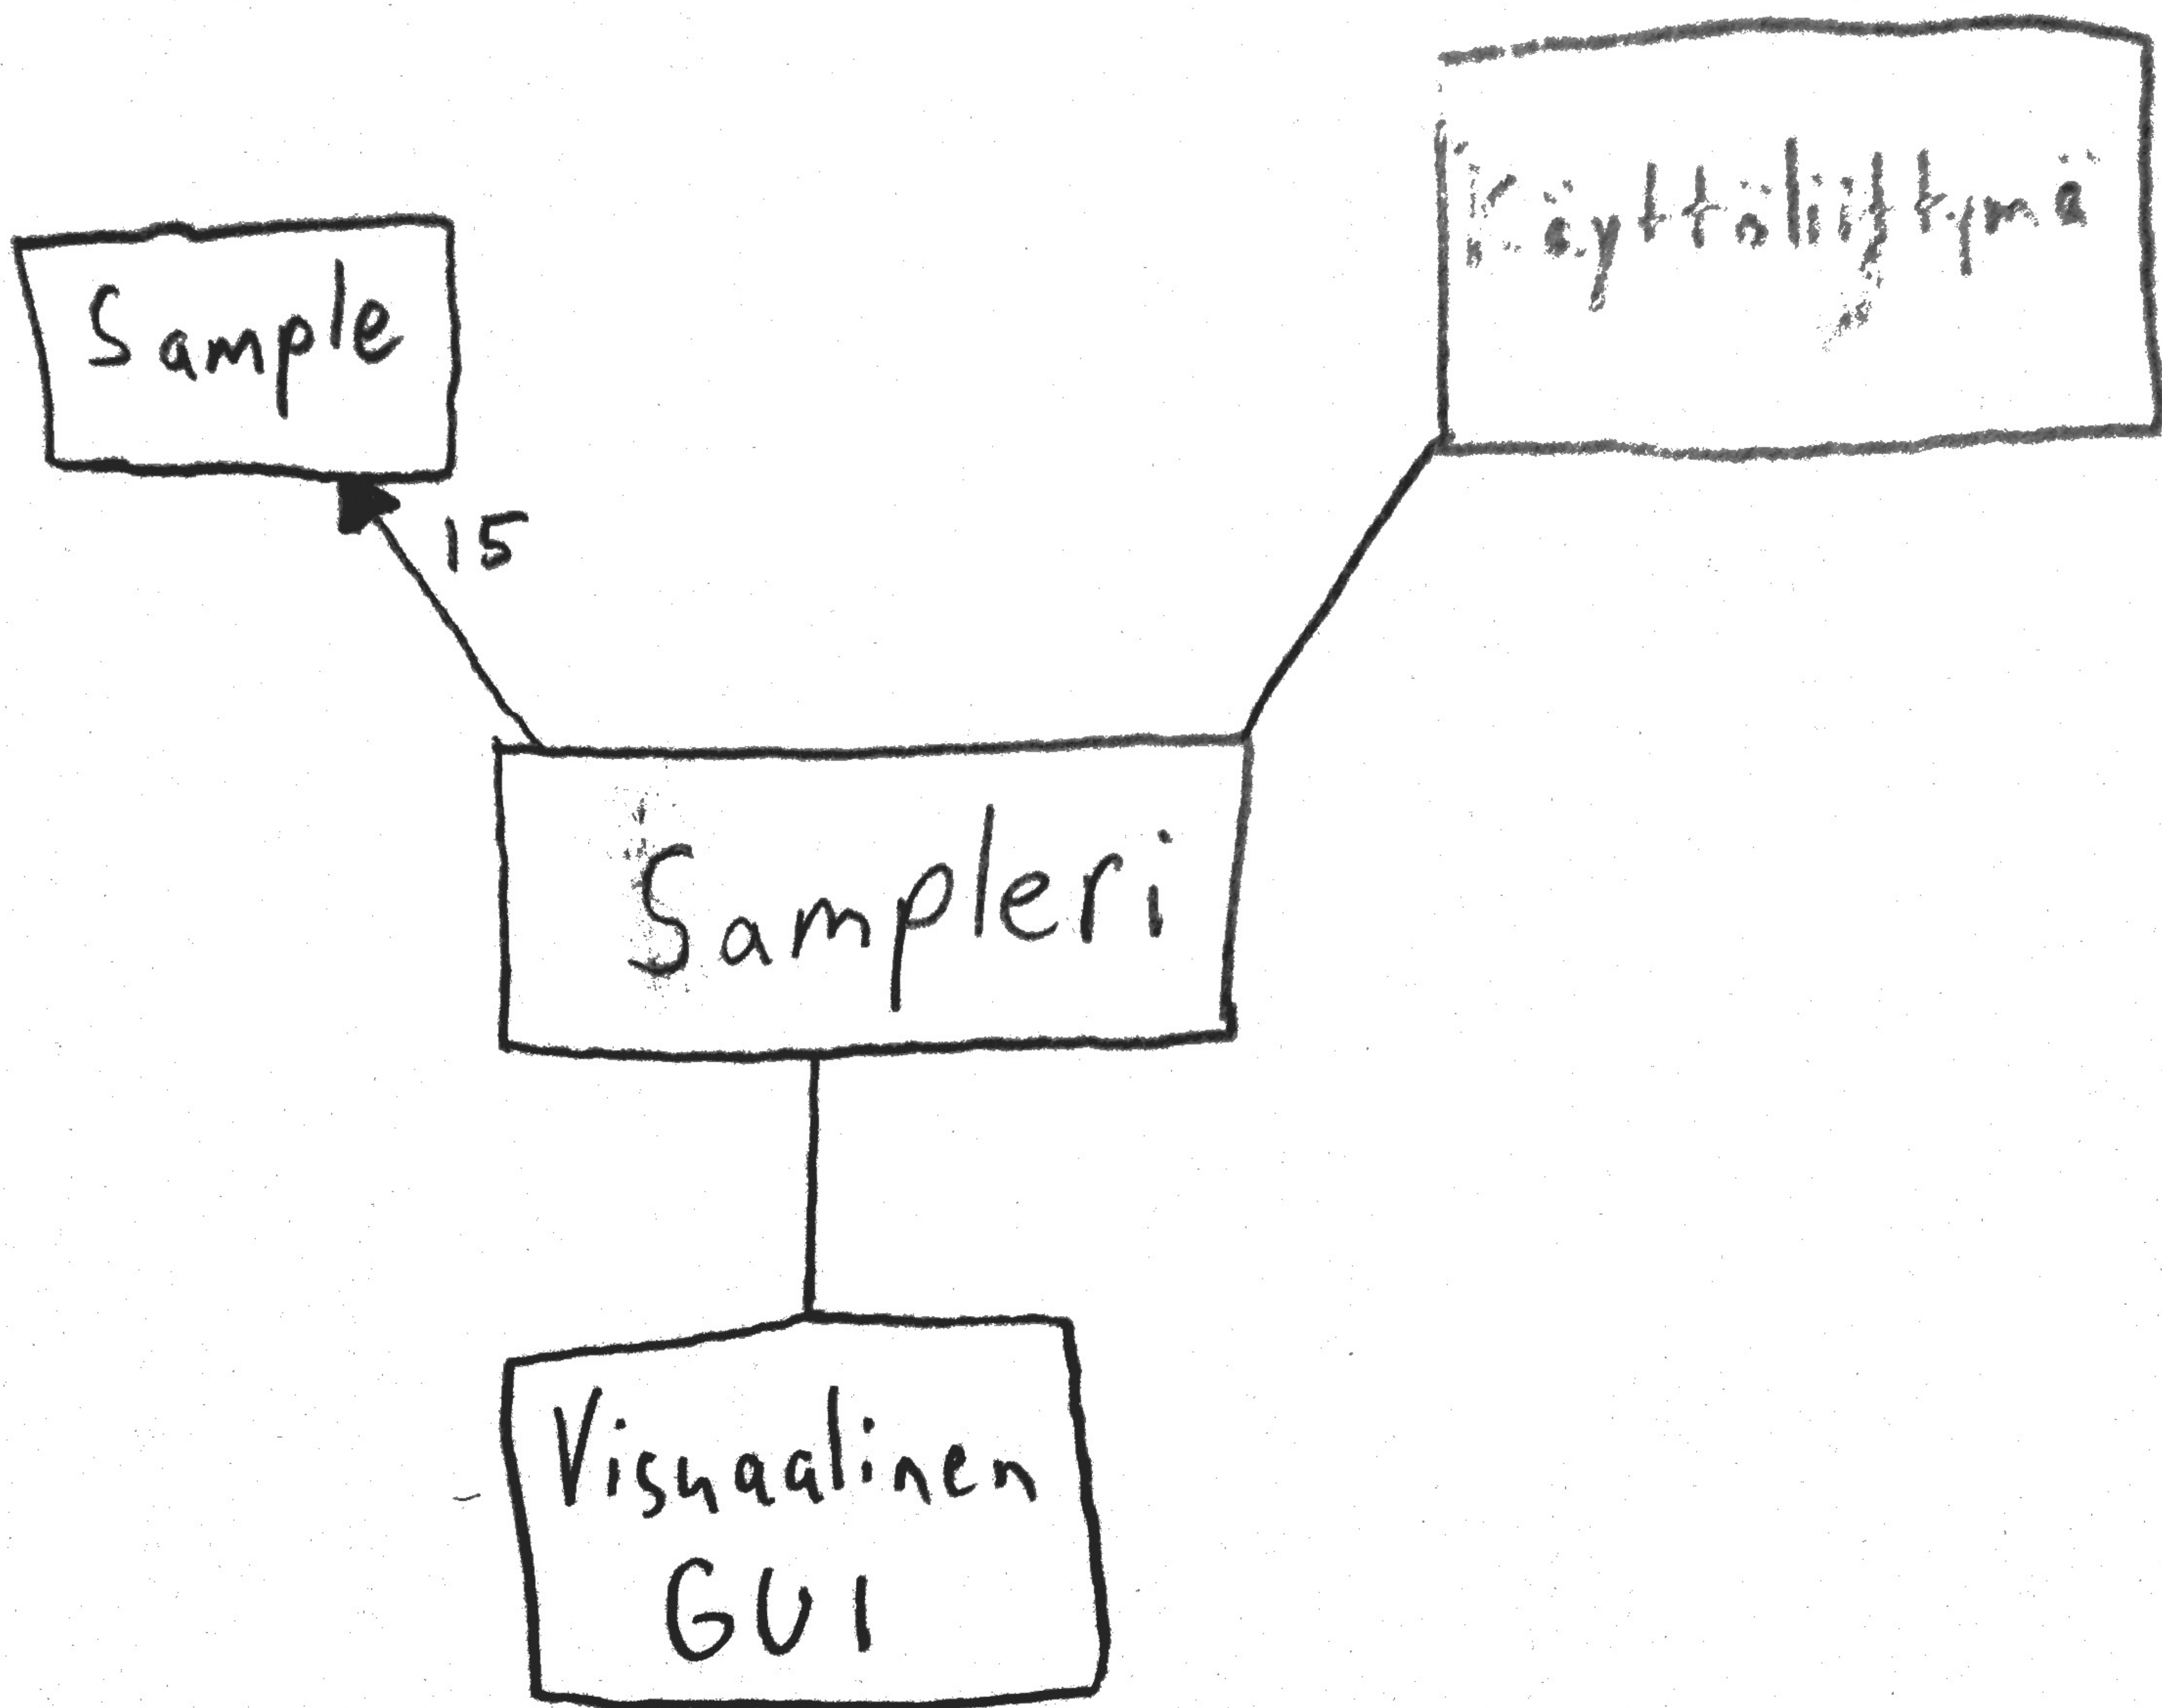 Käyttöliittymä
Sample
15
Sampleri
Visuaalinen
GUI